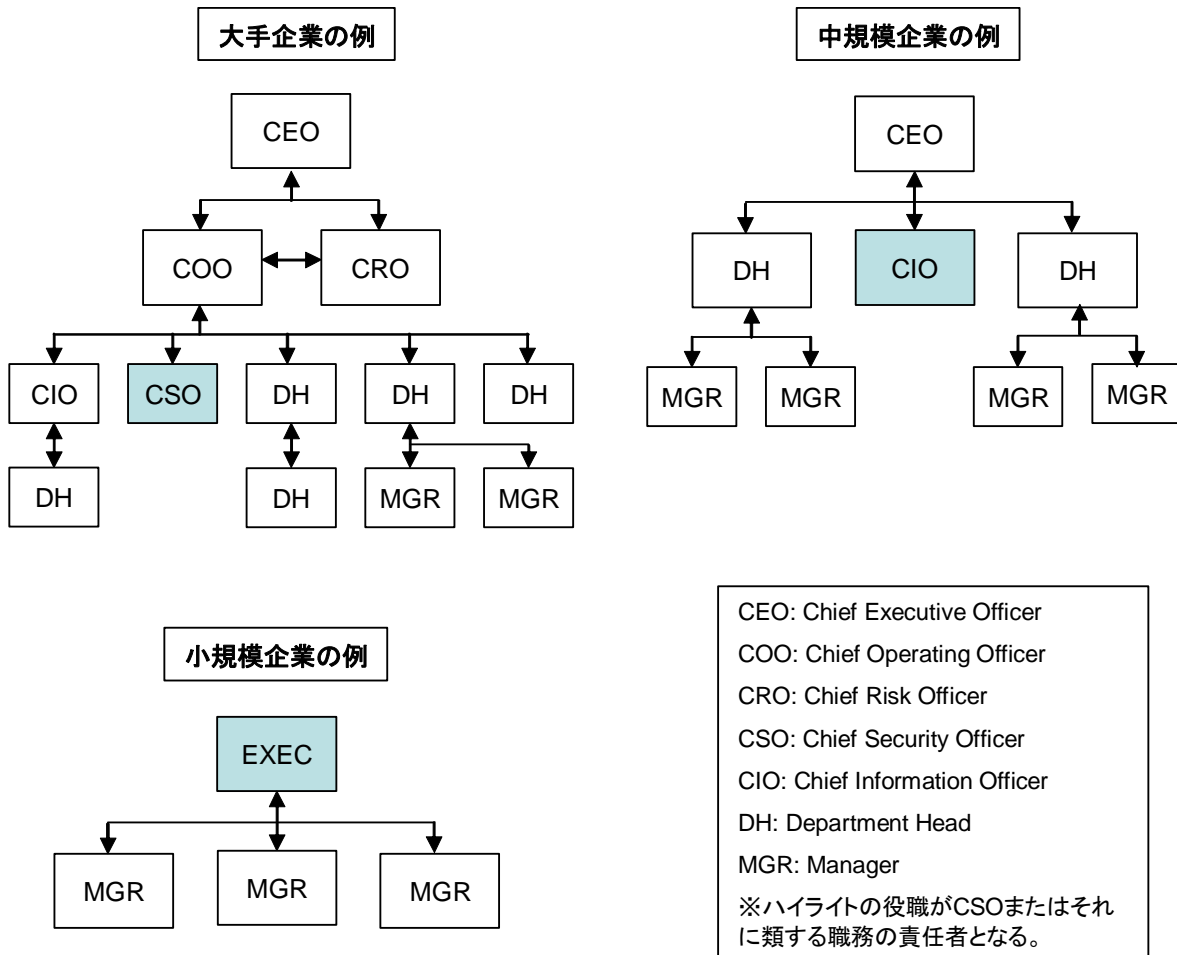 大手企業の例
CEO
COO
CRO
CIO
CSO
DH
DH
DH
DH
DH
MGR
MGR
中規模企業の例
CEO
DH
CIO
DH
MGR
MGR
MGR
MGR
小規模企業の例
EXEC
MGR
MGR
MGR
CEO: Chief Executive Officer
COO: Chief Operating Officer
CRO: Chief Risk Officer
CSO: Chief Security Officer
CIO: Chief Information Officer
DH: Department Head
MGR: Manager
※ハイライトの役職がCSOまたはそれ
に類する職務の責任者となる。